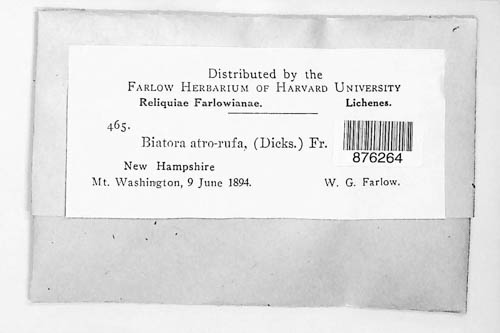 Distributed by the
FARLOW HERBARIUM OF HARVARD UNIVERSITY
Reliquiae Farlowianae. Lichenes.
465.
Biatora atro-rufa, (Dicks.) Fr.
876264
New Hampshire
Mt. Washington, 9 June 1894. W. G. Farlow.